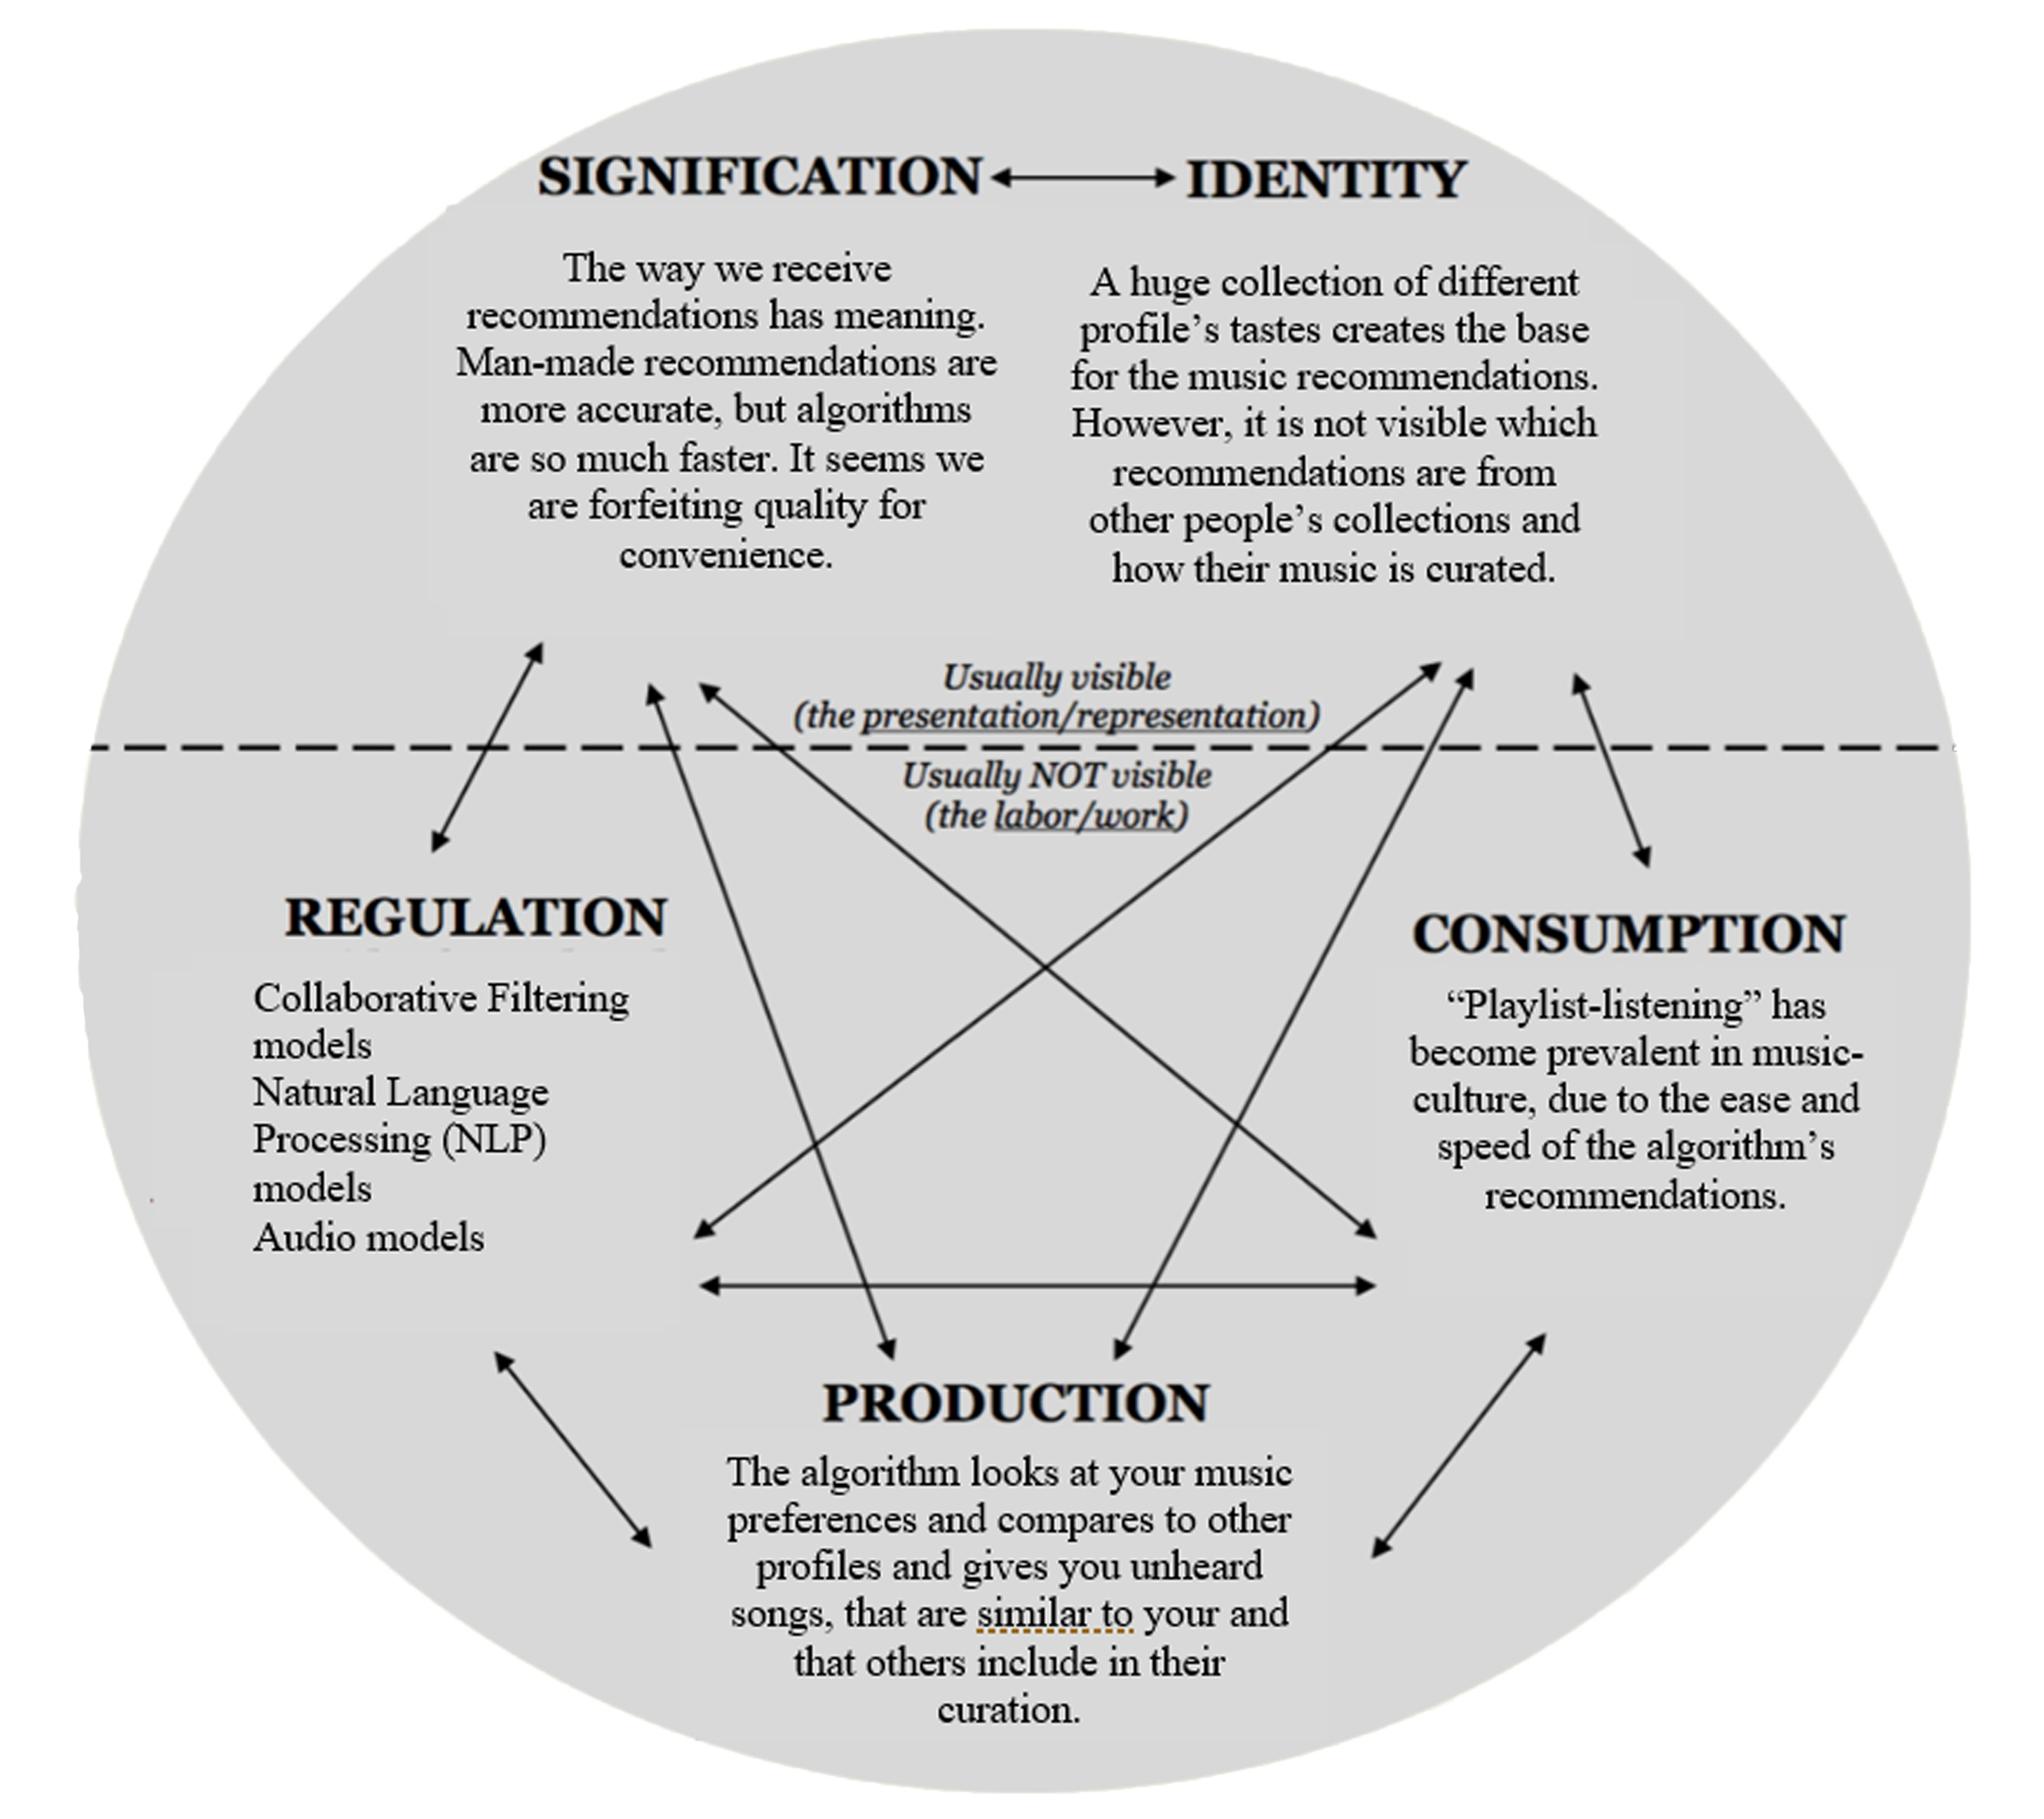 SIGNIFICATION
The way we receive
recommendations has meaning.
Man-made recommendations are
more accurate, but algorithms
are so much faster. It seems we
are forfeiting quality for
convenience.
IDENTITY
A huge collection of different
profile’s tastes creates the base
for the music recommendations.
However, it is not visible which
recommendations are from
other people’s collections and
how their music is curated.
Usually visible
(the presentation/representation)
Usually NOT visible
(the labor/work)
REGULATION
Collaborative Filtering
models
Natural Language
Processing (NLP)
models
Audio models
CONSUMPTION
“Playlist-listening” has
become prevalent in music-
culture, due to the ease and
speed of the algorithm’s
recommendations.
PRODUCTION
The algorithm looks at your music
preferences and compares to other
profiles and gives you unheard
songs, that are similar to your and
that others include in their
curation.